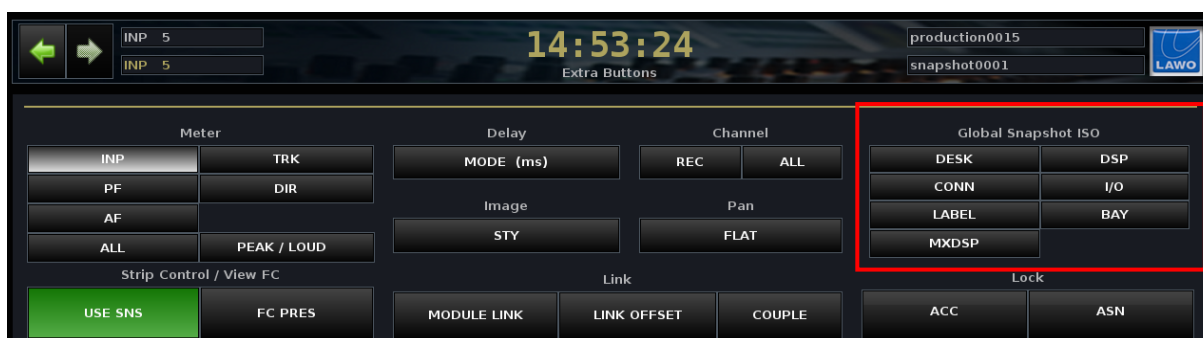 INP 5
INP 5
14:53:24
Extra Buttons
production0015
snapshot0001
LAWO
Meter
INP TRK
PF DIR
AF
ALL PEAK / LOUD
Delay
MODE (ms)
Image
STY
Channel
REC ALL
Pan
FLAT
Global Snapshot ISO
DESK DSP
CONN I/O
LABEL BAY
MXDSP
Strip Control / View FC
USE SNS FC PRES
Link
MODULE LINK LINK OFFSET COUPLE
Lock
ACC ASN